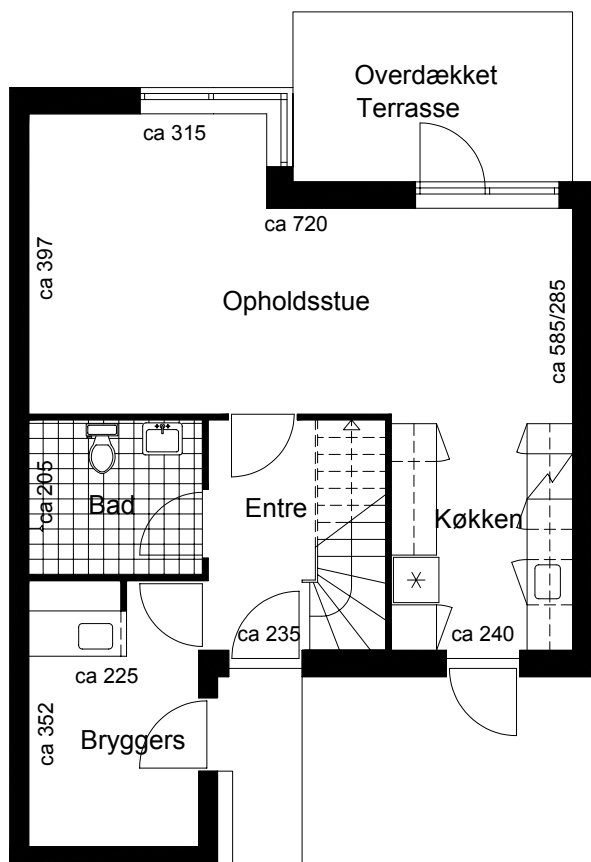 Overdækket
Terrasse
ca 315
ca 720
ca 397
Opholdsstue
ca 585/285
ca 205
Bad
Entre
Køkken
ca 235
ca 240
ca 225
ca 352
Bryggers